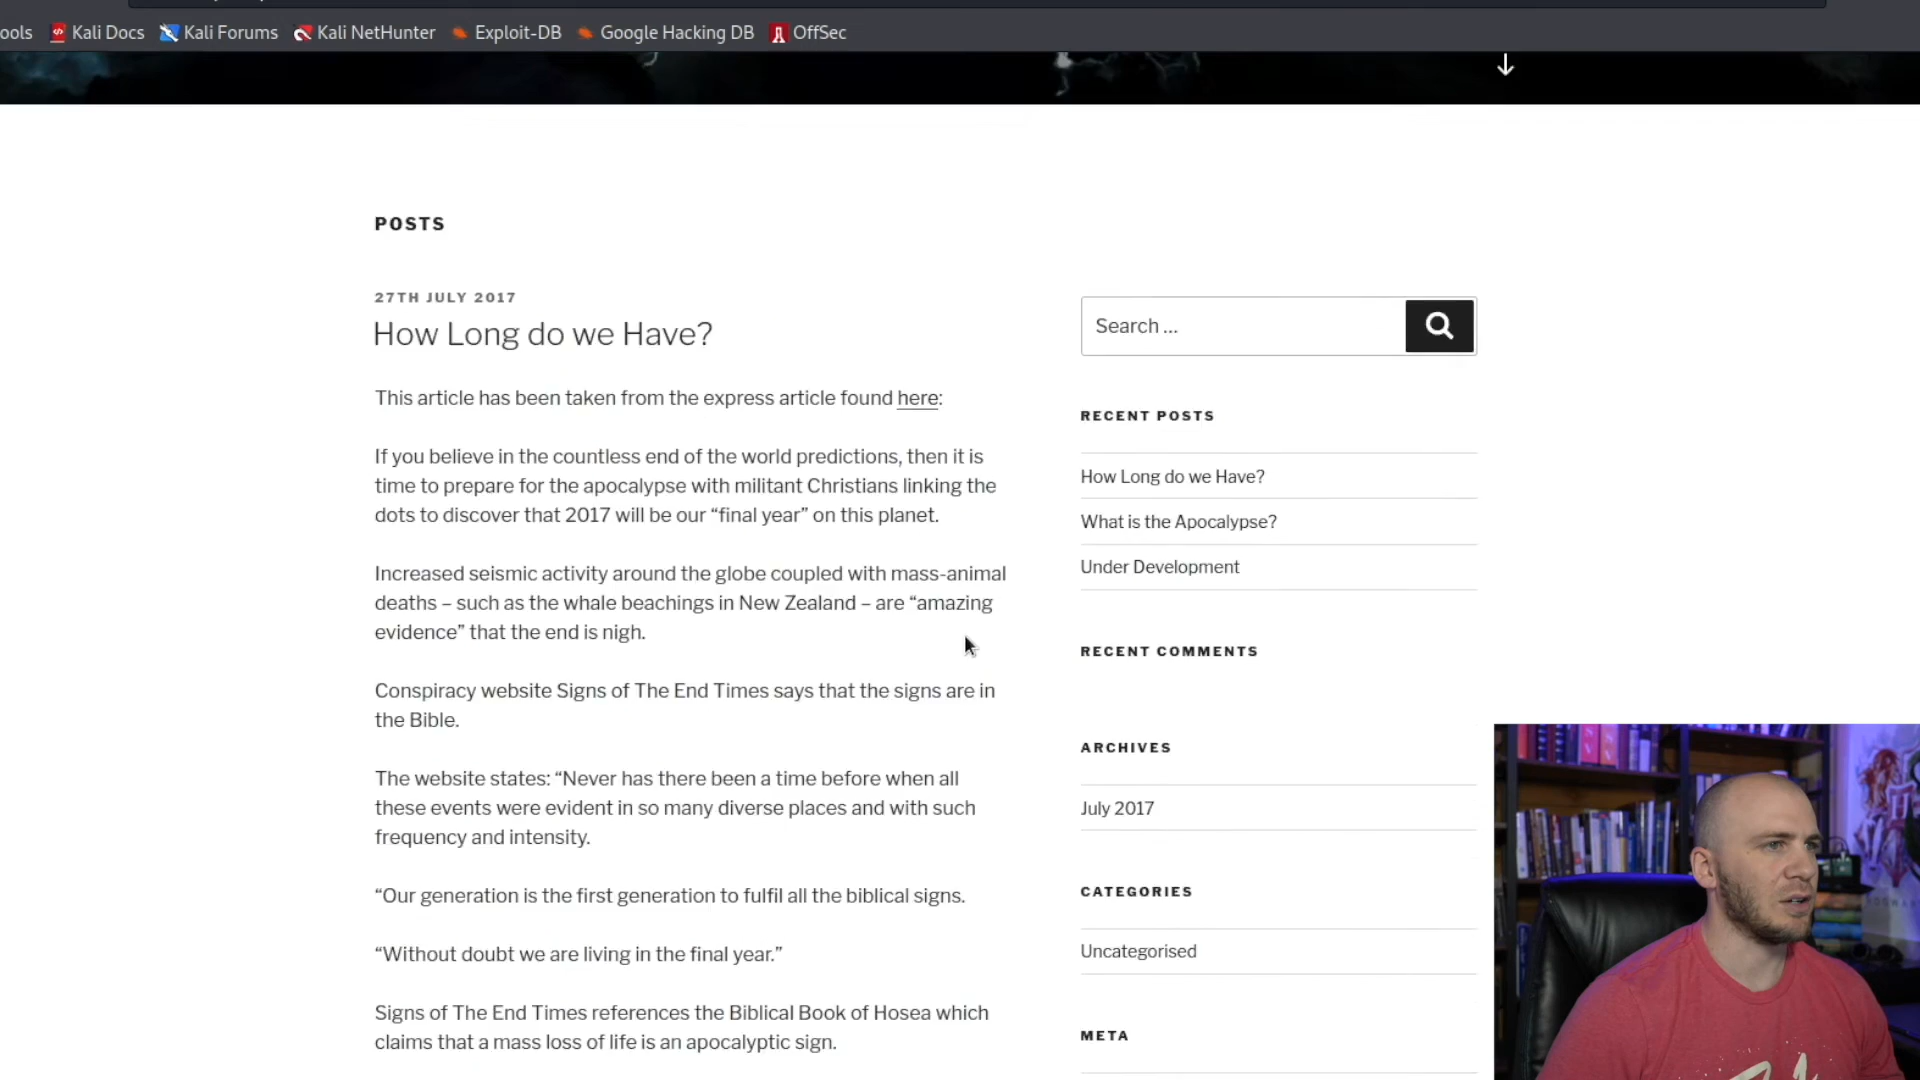 ools Kali Docs Kali Forums Kali NetHunter Exploit-DB Google Hacking DB OffSec
POSTS
27TH JULY 2017
How Long do we Have?
This article has been taken from the express article found here:
If you believe in the countless end of the world predictions, then it is
time to prepare for the apocalypse with militant Christians linking the
dots to discover that 2017 will be our “final year” on this planet.
Increased seismic activity around the globe coupled with mass-animal
deaths – such as the whale beachings in New Zealand – are “amazing
evidence” that the end is nigh.
Conspiracy website Signs of The End Times says that the signs are in
the Bible.
The website states: “Never has there been a time before when all
these events were evident in so many diverse places and with such
frequency and intensity.
“Our generation is the first generation to fulfil all the biblical signs.
“Without doubt we are living in the final year.”
Signs of The End Times references the Biblical Book of Hosea which
claims that a mass loss of life is an apocalyptic sign.
Search …
RECENT POSTS
How Long do we Have?
What is the Apocalypse?
Under Development
RECENT COMMENTS
ARCHIVES
July 2017
CATEGORIES
Uncategorised
META